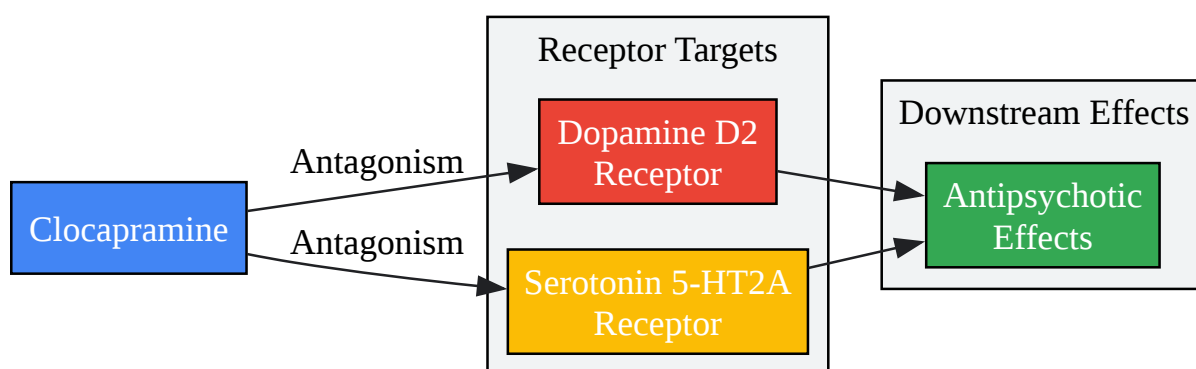 Receptor Targets
Downstream Effects
Dopamine D2
Receptor
Antagonism
Antipsychotic
Effects
Clocapramine
Antagonism
Serotonin 5-HT2A
Receptor